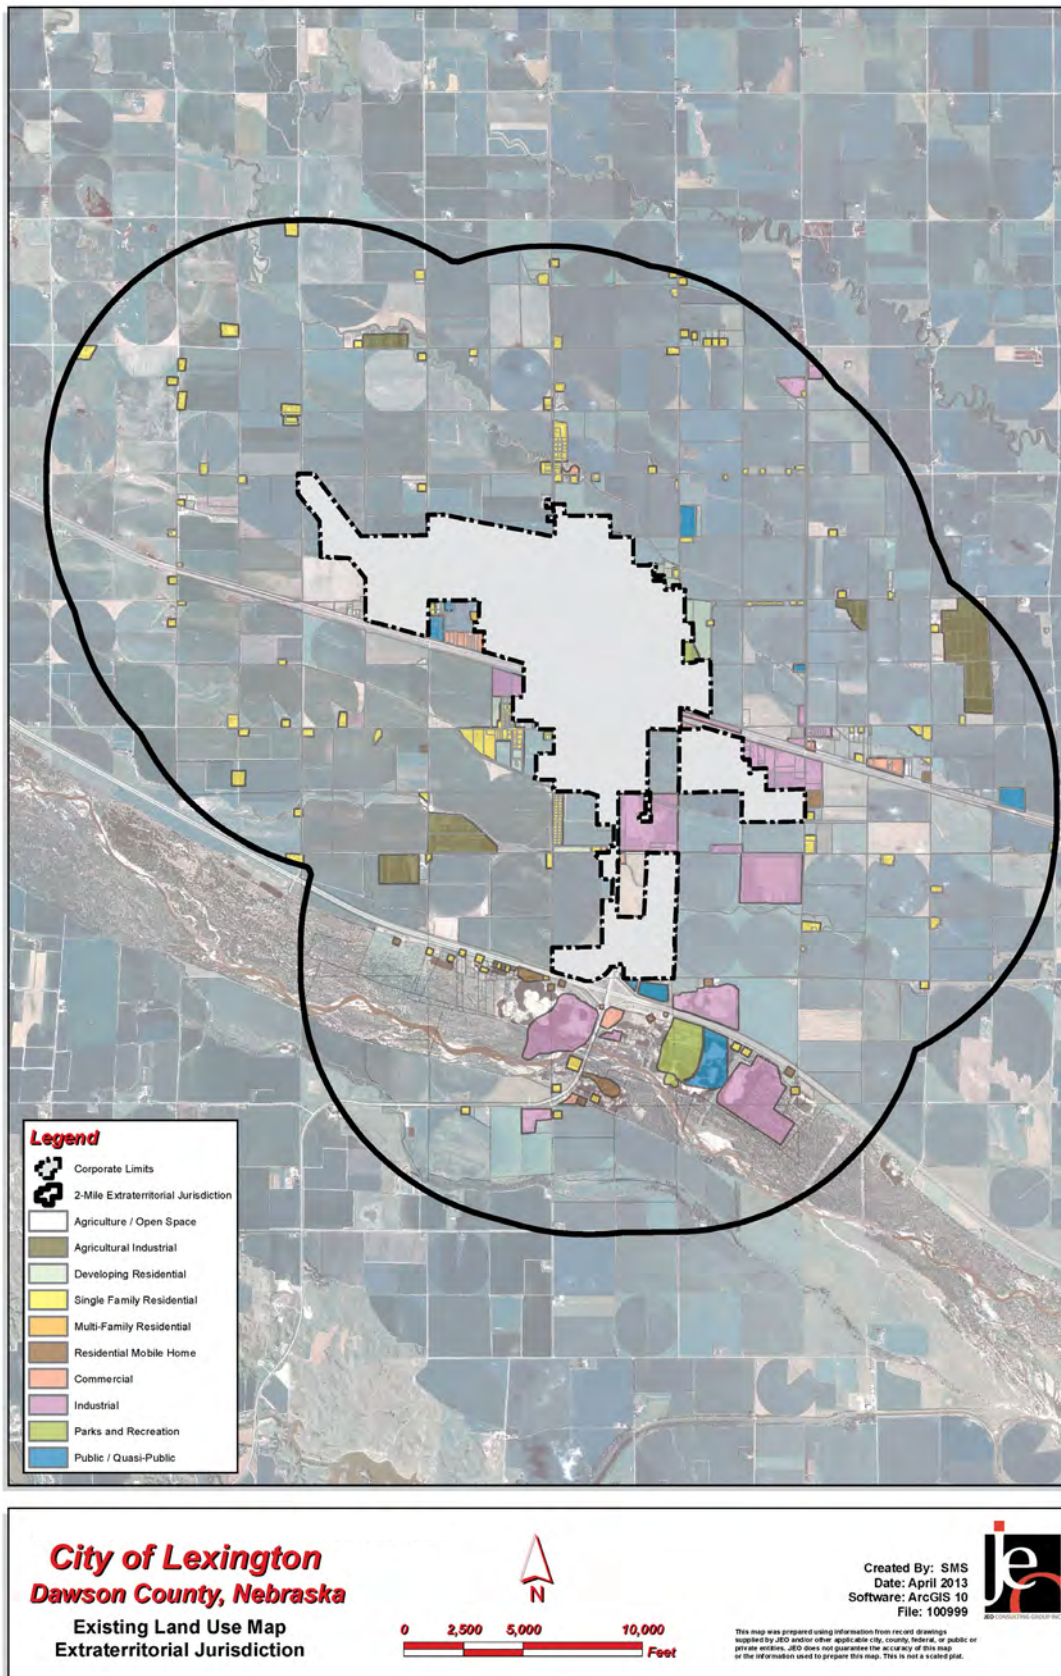 Legend
Corporate Limits
2-Mile Extraterritorial Jurisdiction
Agriculture / Open Space
Agricultural Industrial
Developing Residential
Single Family Residential
Multi-Family Residential
Residential Mobile Home
Commercial
Industrial
Parks and Recreation
Public / Quasi-Public
City of Lexington
Dawson County, Nebraska
Existing Land Use Map
Extraterritorial Jurisdiction
N
0 2,500 5,000 10,000
Feet
Created By: SMS
Date: April 2013
Software: ArcGIS 10
File: 100999
This map was prepared using information from record drawings
supplied by JEO and/or other applicable city, county, federal, or public or
private entities. JEO does not guarantee the accuracy of this map
or the information used to prepare this map. This is not a scaled plat.
jeo
JEO CONSULTING GROUP INC